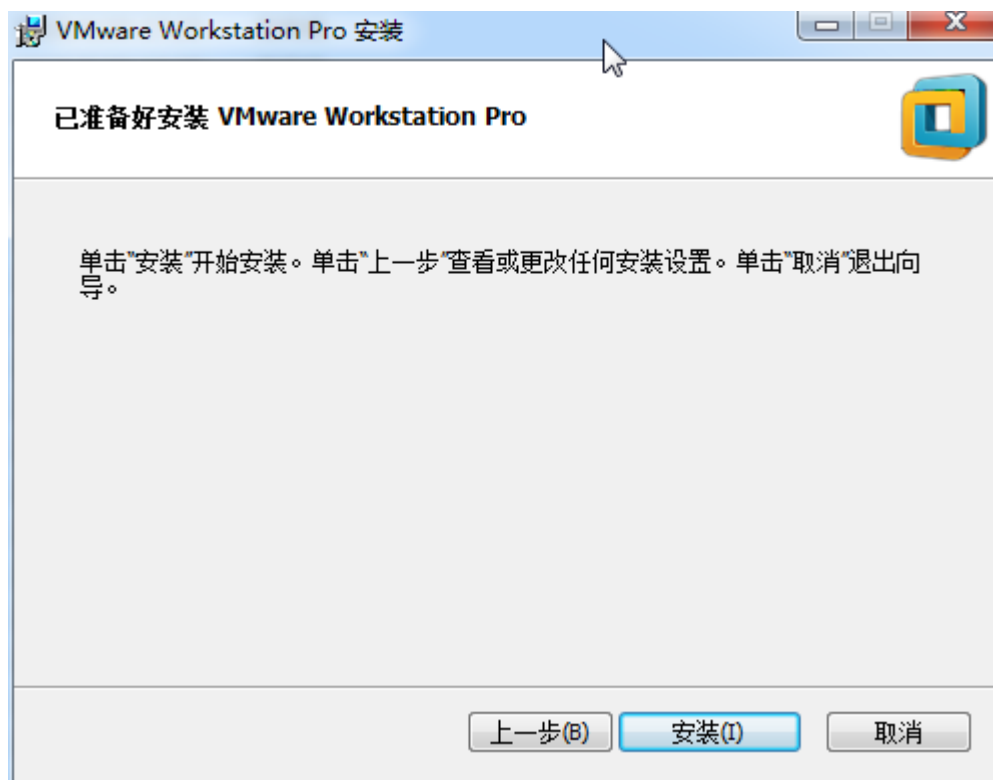 VMware Workstation Pro 安装
已准备好安装 VMware Workstation Pro
单击"安装"开始安装。单击"上一步"查看或更改任何安装设置。单击"取消"退出向
导。
上一步(B) 安装(I) 取消